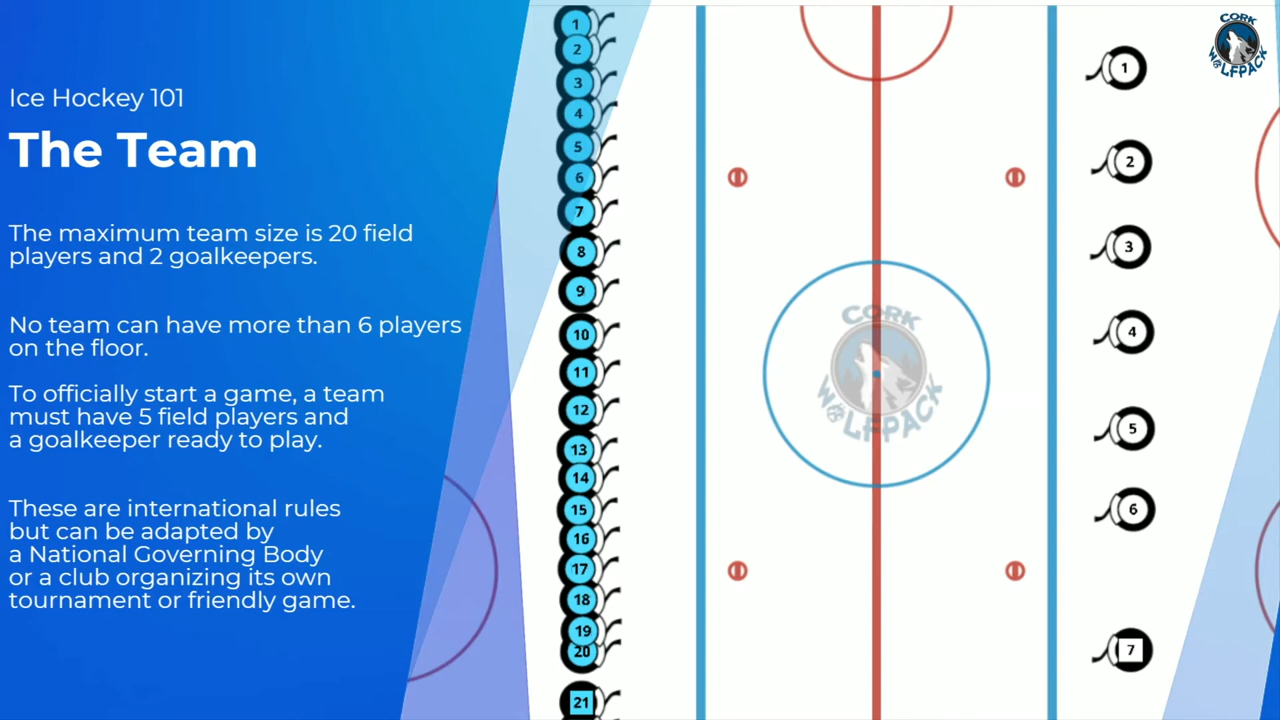 Ice Hockey 101
The Team
The maximum team size is 20 field
players and 2 goalkeepers.
No team can have more than 6 players
on the floor.
To officially start a game, a team
must have 5 field players and
a goalkeeper ready to play.
These are international rules
but can be adapted by
a National Governing Body
or a club organizing its own
tournament or friendly game.
1
2
3
4
5
6
7
8
9
10
11
12
13
14
15
16
17
18
19
20
21
CORK
WOLFPACK
CORK
WOLFPACK
1
2
3
4
5
6
7